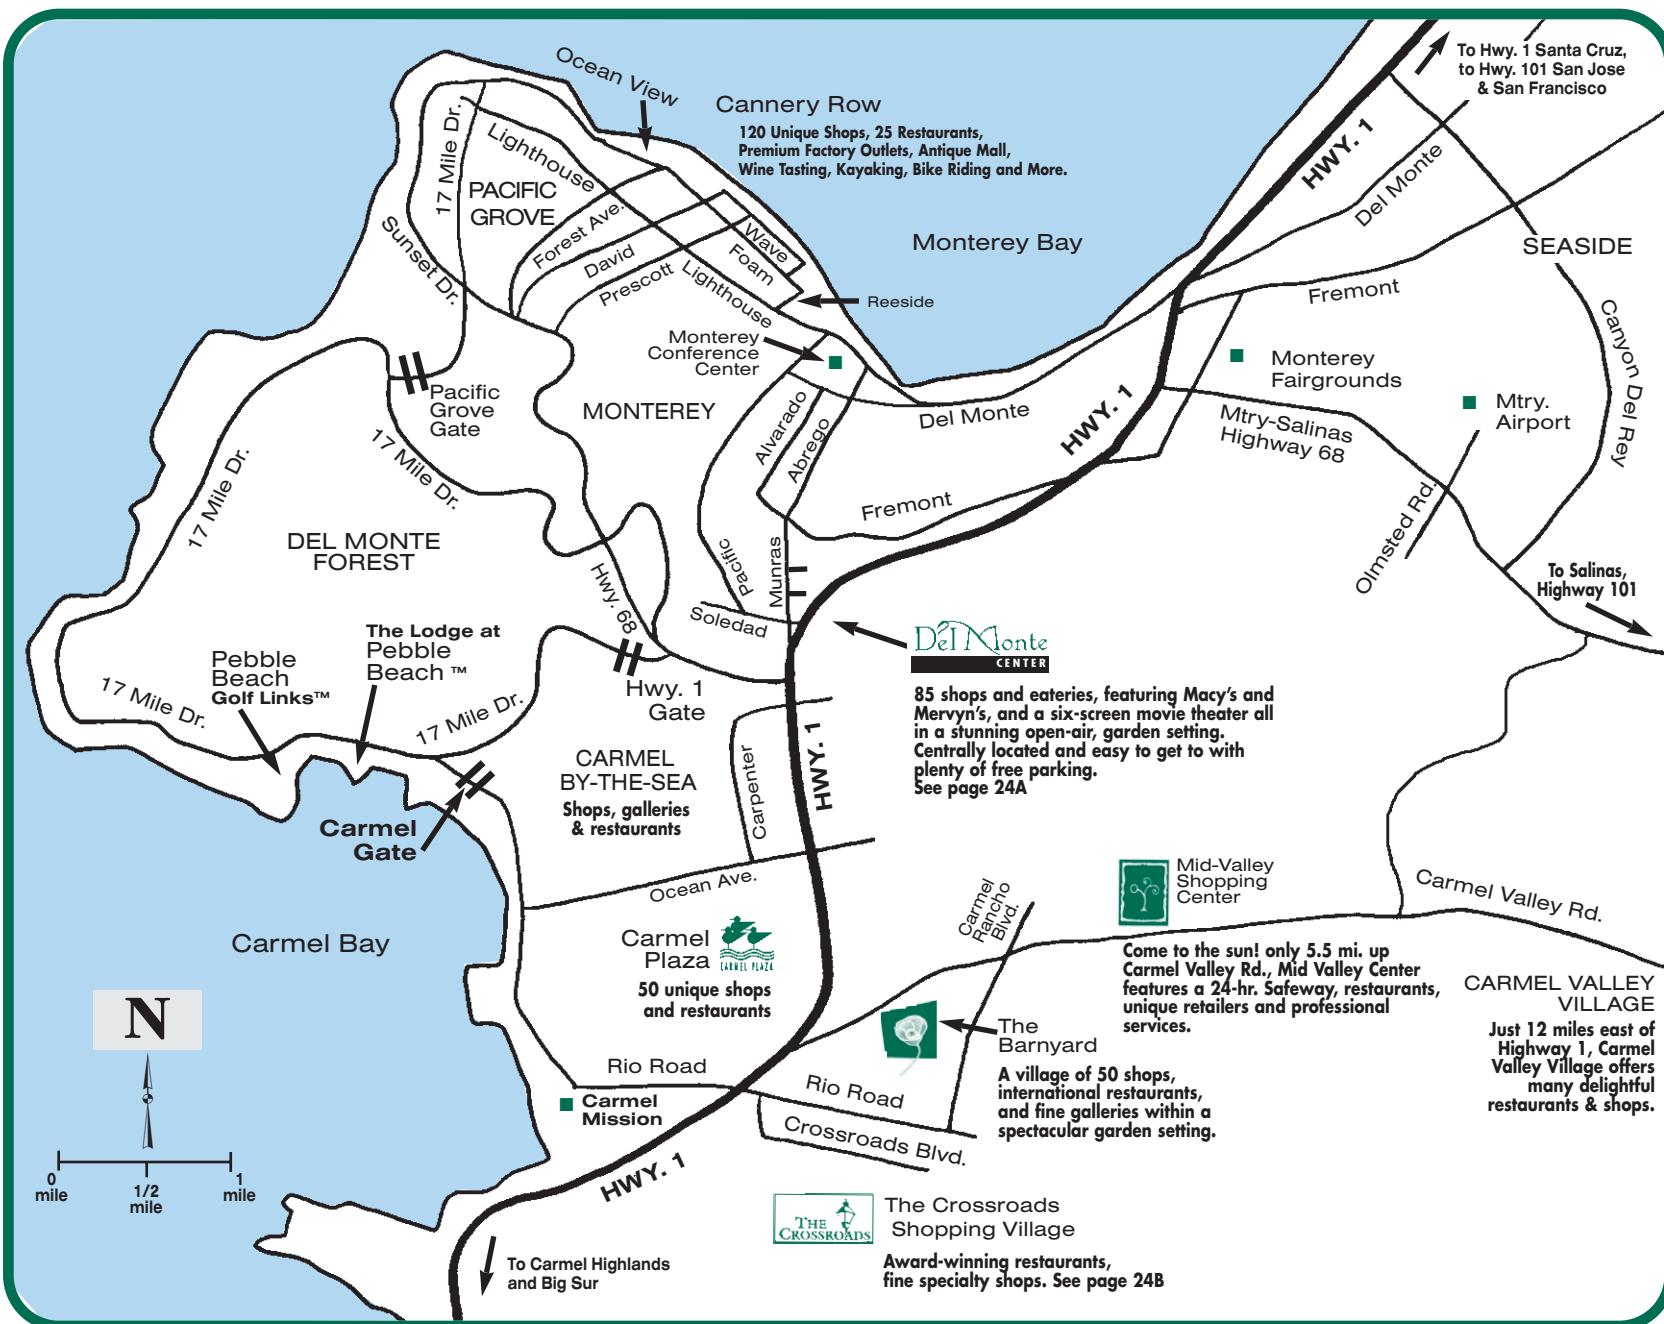 To Hwy. 1 Santa Cruz,
to Hwy. 101 San Jose
& San Francisco
Ocean View
Cannery Row
120 Unique Shops, 25 Restaurants,
Premium Factory Outlets, Antique Mall,
Wine Tasting, Kayaking, Bike Riding and More.
HWY. 1
Del Monte
17 Mile Dr.
Lighthouse
PACIFIC
GROVE
Sunset Dr.
Forest Ave.
David
Prescott
Wave
Foam
Lighthouse
Reeside
Monterey Bay
SEASIDE
Fremont
Canyon Del Rey
Monterey
Conference
Center
Monterey
Fairgrounds
Mtry.
Airport
Pacific
Grove
Gate
MONTEREY
Alvarado
Abrego
Del Monte
HWY. 1
Mtry-Salinas
Highway 68
17 Mile Dr.
17 Mile Dr.
Fremont
Olmsted Rd.
DEL MONTE
FOREST
Pacific
Munras
Hwy. 68
Soledad
To Salinas,
Highway 101
The Lodge at
Pebble
Beach ™
Pebble
Beach
Golf Links™
Del Monte
CENTER
85 shops and eateries, featuring Macy's and
Mervyn's, and a six-screen movie theater all
in a stunning open-air, garden setting.
Centrally located and easy to get to with
plenty of free parking.
See page 24A
17 Mile Dr.
17 Mile Dr.
Hwy. 1
Gate
CARMEL
BY-THE-SEA
Shops, galleries
& restaurants
Carpenter
HWY. 1
Carmel
Gate
Ocean Ave.
Mid-Valley
Shopping
Center
Carmel
Rancho
Blvd.
Carmel Valley Rd.
Carmel Bay
Carmel
Plaza
CARMEL PLAZA
50 unique shops
and restaurants
Come to the sun! only 5.5 mi. up
Carmel Valley Rd., Mid Valley Center
features a 24-hr. Safeway, restaurants,
unique retailers and professional
services.
CARMEL VALLEY
VILLAGE
Just 12 miles east of
Highway 1, Carmel
Valley Village offers
many delightful
restaurants & shops.
N
The
Barnyard
A village of 50 shops,
international restaurants,
and fine galleries within a
spectacular garden setting.
Rio Road
Rio Road
Carmel
Mission
Crossroads Blvd.
HWY. 1
0
mile
1/2
mile
1
mile
THE
CROSSROADS
The Crossroads
Shopping Village
Award-winning restaurants,
fine specialty shops. See page 24B
To Carmel Highlands
and Big Sur